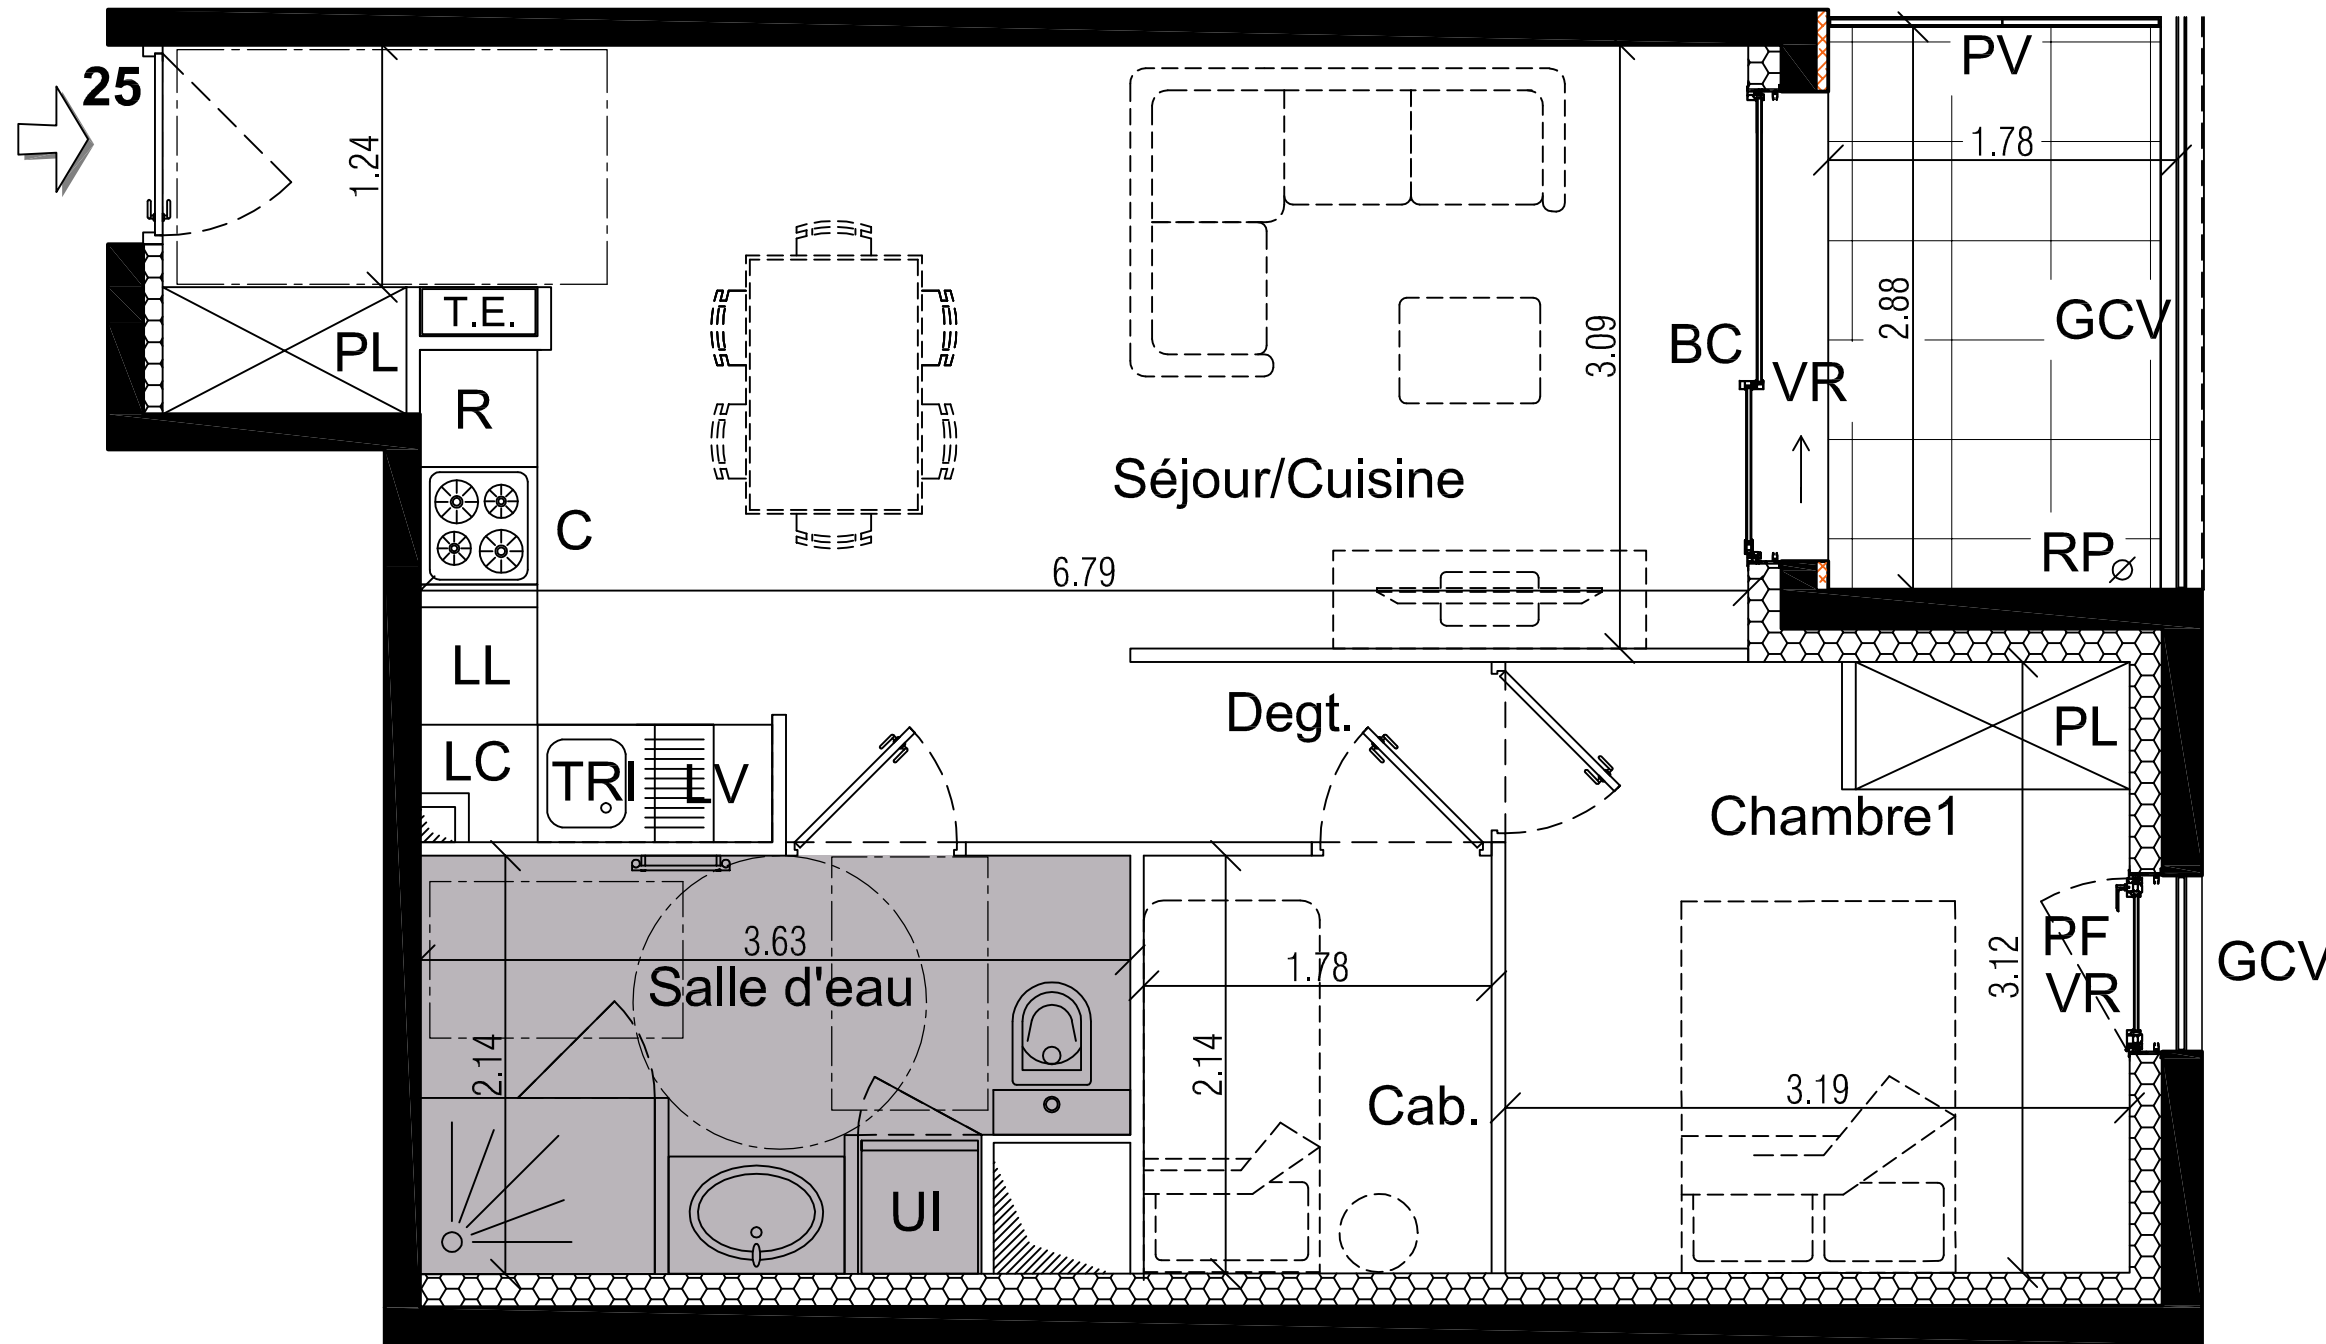 25
PV
1.78
1.24
2.88
GCV
T.E.
PL
3.09
BC
VR
R
Séjour/Cuisine
C
RP
6.79
LL
Degt.
PL
LC
TRI
LV
Chambre1
3.63
Salle d'eau
1.78
PF
VR
GCV
3.12
2.14
2.14
Cab.
3.19
UI